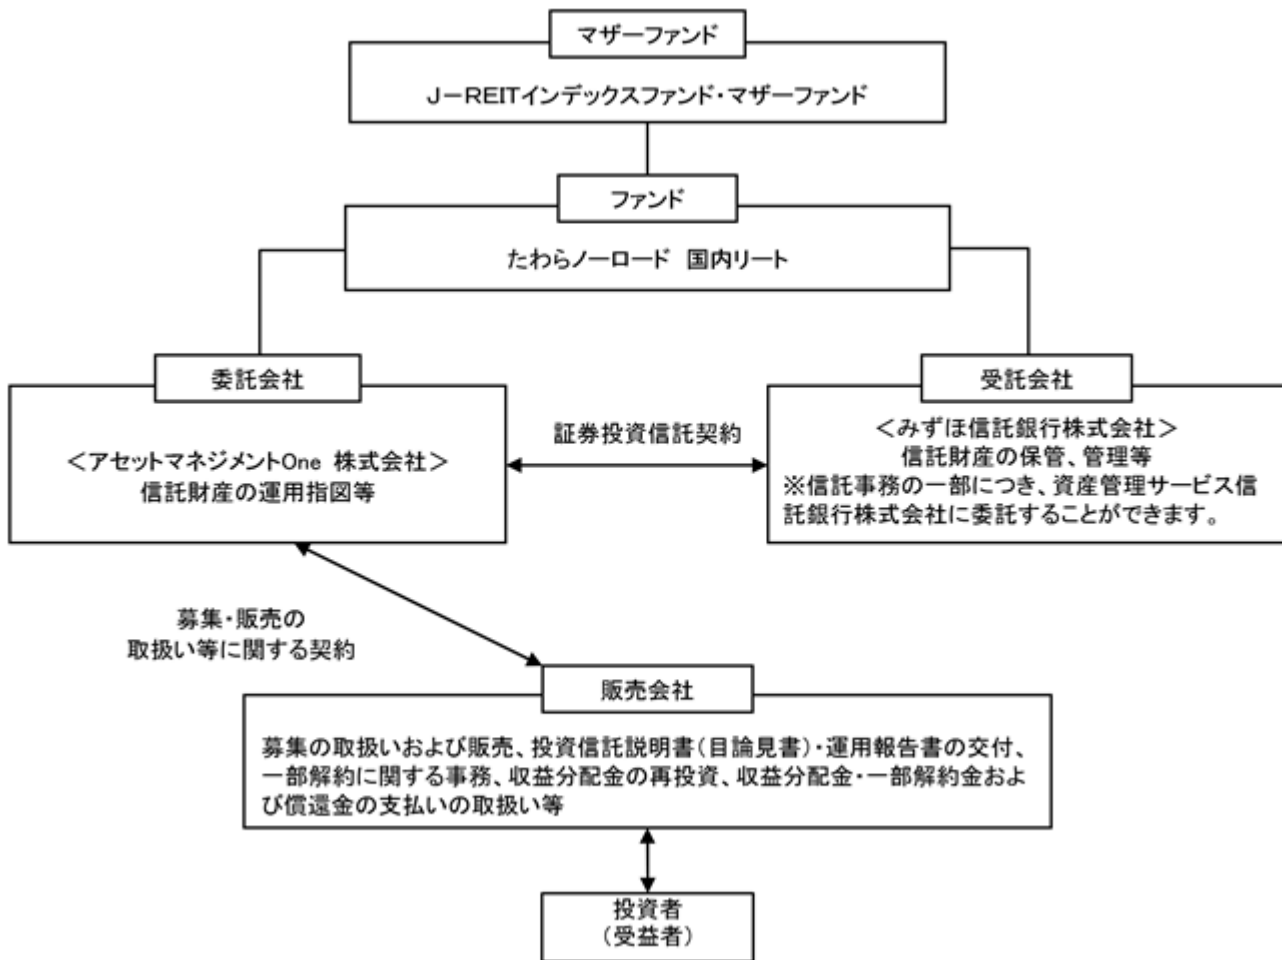 マザーファンド
J－REITインデックスファンド・マザーファンド
ファンド
たわらノーロード　国内リート
委託会社
＜アセットマネジメントOne 株式会社＞
信託財産の運用指図等
証券投資信託契約
受託会社
＜みずほ信託銀行株式会社＞
信託財産の保管、管理等
※信託事務の一部につき、資産管理サービス信
託銀行株式会社に委託することができます。
募集・販売の
取扱い等に関する契約
販売会社
募集の取扱いおよび販売、投資信託説明書（目論見書）・運用報告書の交付、
一部解約に関する事務、収益分配金の再投資、収益分配金・一部解約金およ
び償還金の支払いの取扱い等
投資者
（受益者）